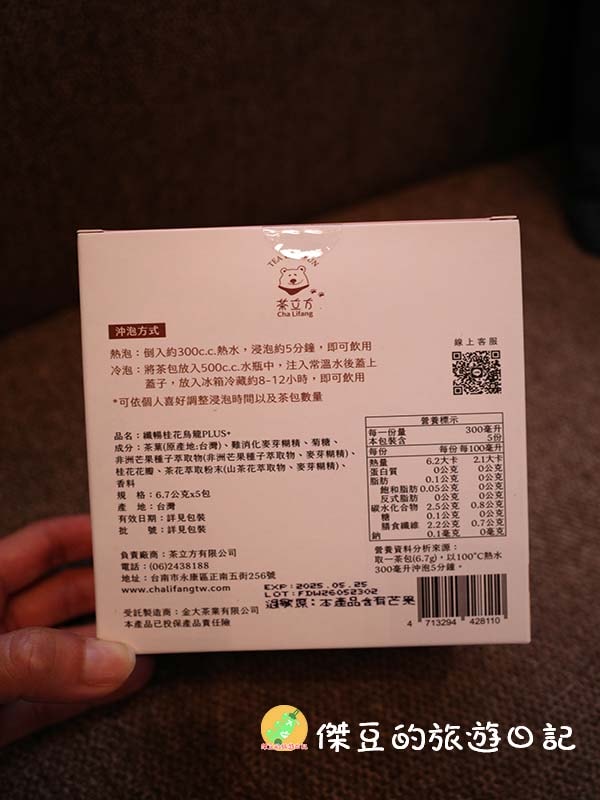 茶立方
Cha Lifang
沖泡方式
熱泡：倒入約300c.c.熱水，浸泡約5分鐘，即可飲用
冷泡：將茶包放入500c.c.水瓶中，注入常溫水後蓋上
蓋子，放入冰箱冷藏約8-12小時，即可飲用
*可依個人喜好調整浸泡時間以及茶包數量
線上客服
品名：纖暢桂花烏龍PLUS+
成分：茶葉(原產地:台灣)、難消化麥芽糊精、菊糖、
非洲芒果種子萃取物(非洲芒果種子萃取物、麥芽糊精)、
桂花花瓣、茶花萃取粉末(山茶花萃取物、麥芽糊精)、
香料
規　格：6.7公克x5包
產　地：台灣
有效日期：詳見包裝
批　號：詳見包裝
營養標示
每一份量 300毫升
本包裝含 5份
每份 每100毫升
熱量 6.2大卡 2.1大卡
蛋白質 0公克 0公克
脂肪 0.1公克 0公克
飽和脂肪 0.05公克 0公克
反式脂肪 0公克 0公克
碳水化合物 2.5公克 0.8公克
糖 0.1公克 0公克
膳食纖維 2.2公克 0.7公克
鈉 0.1毫克 0毫克
營養資料分析來源：
取一茶包(6.7g)，以100°C熱水
300毫升沖泡5分鐘。
負責廠商：茶立方有限公司
電話：(06)2438188
地址：台南市永康區正南五街256號
www.chalifangtw.com
EXP:2025.05.25
LOT:FDW26052302
過敏原：本產品含有芒果
受託製造商：金大茶業有限公司
本產品已投保產品責任險
4 713294 428110
傑豆的旅遊日記